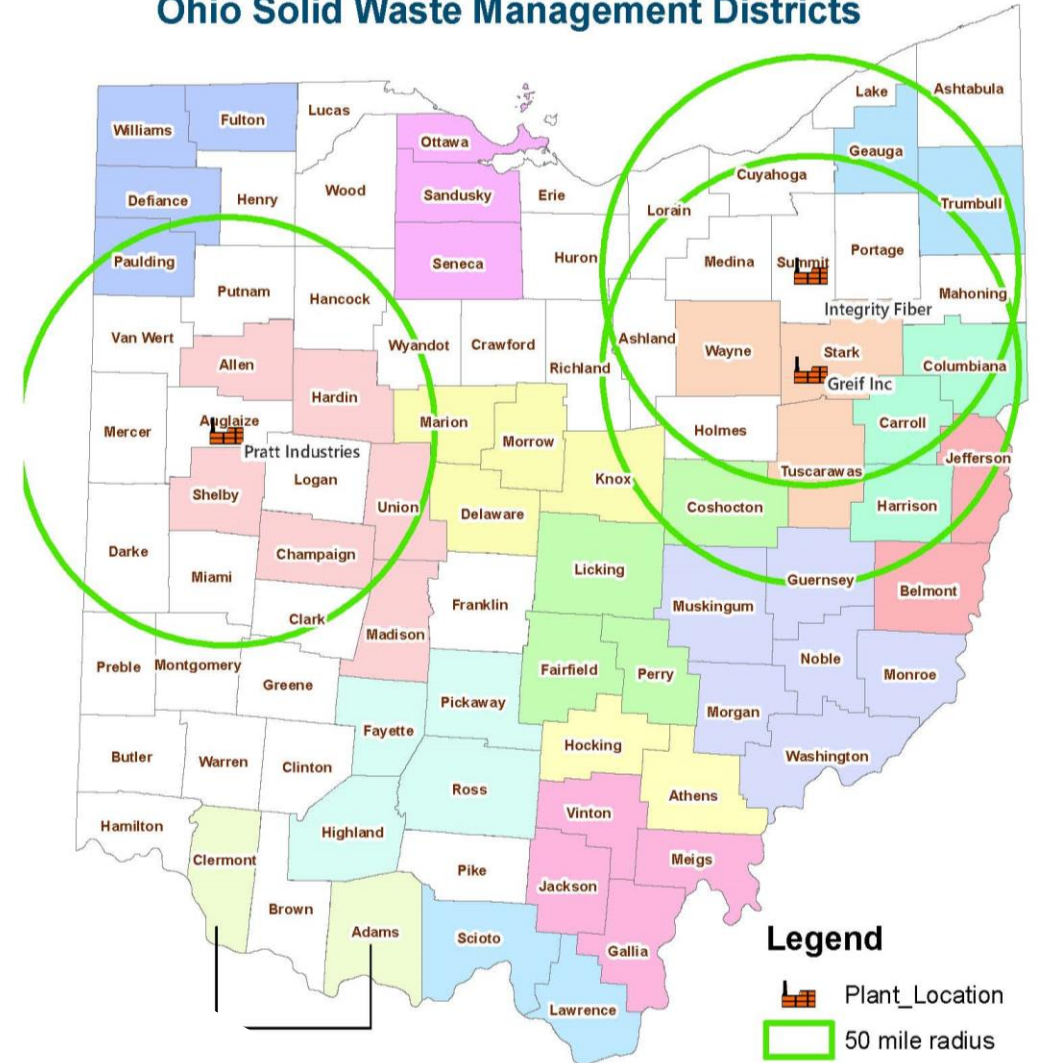 Ohio Solid Waste Management Districts
Lake
Ashtabula
Lucas
Fulton
Williams
Ottawa
Geauga
Cuyahoga
Wood
Sandusky
Erie
Henry
Defiance
Trumbull
Lorain
Portage
Huron
Medina
Summit
Seneca
Paulding
Putnam
Hancock
Mahoning
Integrity Fiber
Van Wert
Wyandot
Crawford
Ashland
Wayne
Stark
Allen
Richland
Columbiana
Greif Inc
Hardin
Auglaize
Marion
Carroll
Mercer
Holmes
Morrow
Pratt Industries
Jefferson
Tuscarawas
Logan
Knox
Shelby
Union
Coshocton
Harrison
Delaware
Darke
Champaign
Licking
Miami
Guernsey
Belmont
Franklin
Muskingum
Clark
Madison
Noble
Preble
Montgomery
Fairfield
Perry
Monroe
Greene
Pickaway
Morgan
Fayette
Hocking
Butler
Warren
Clinton
Washington
Ross
Athens
Vinton
Hamilton
Highland
Clermont
Meigs
Pike
Jackson
Brown
Adams
Scioto
Gallia
Lawrence
Legend
Plant_Location
50 mile radius